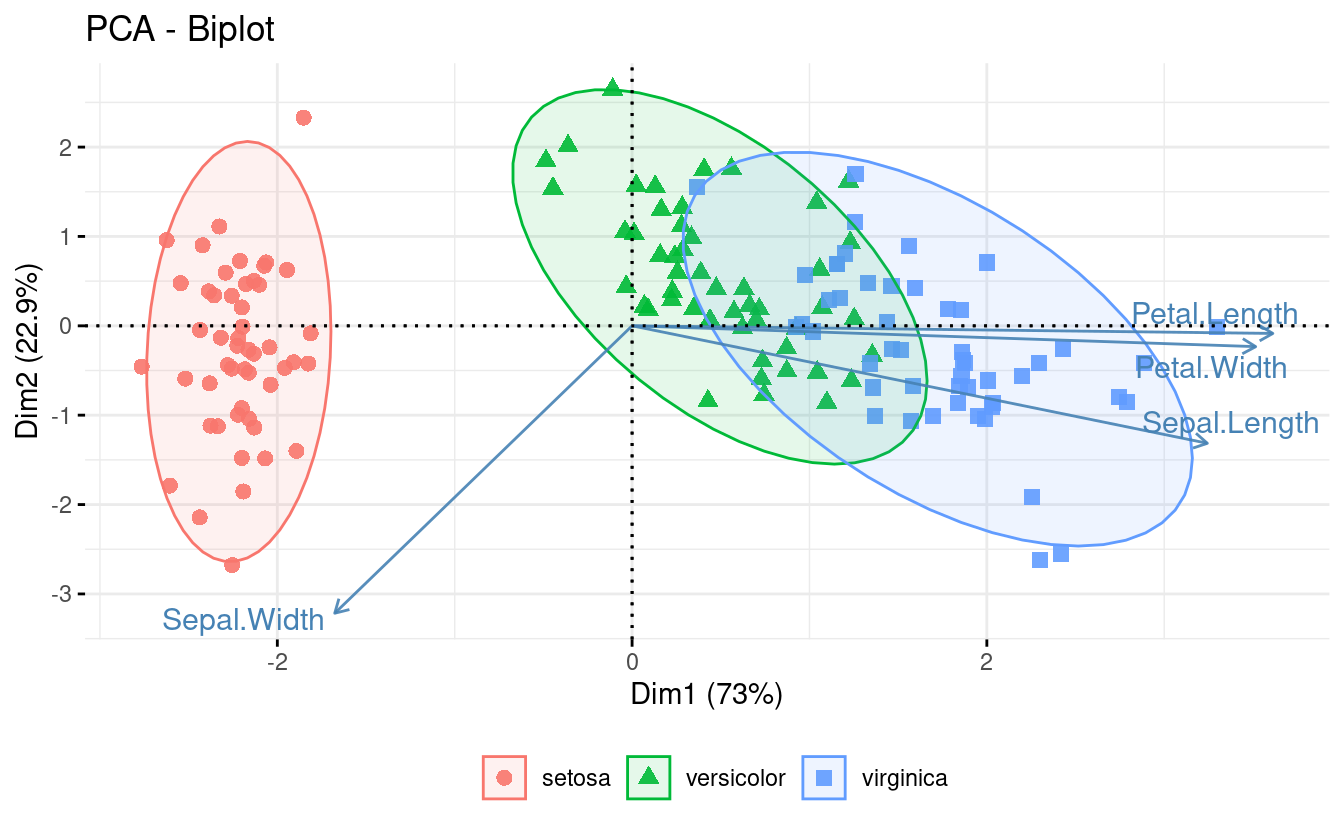 PCA - Biplot
Dim2 (22.9%)
2
1
0
-1
-2
-3
Petal.Length
Petal.Width
Sepal.Length
Sepal.Width
-2
0
2
Dim1 (73%)
setosa
versicolor
virginica